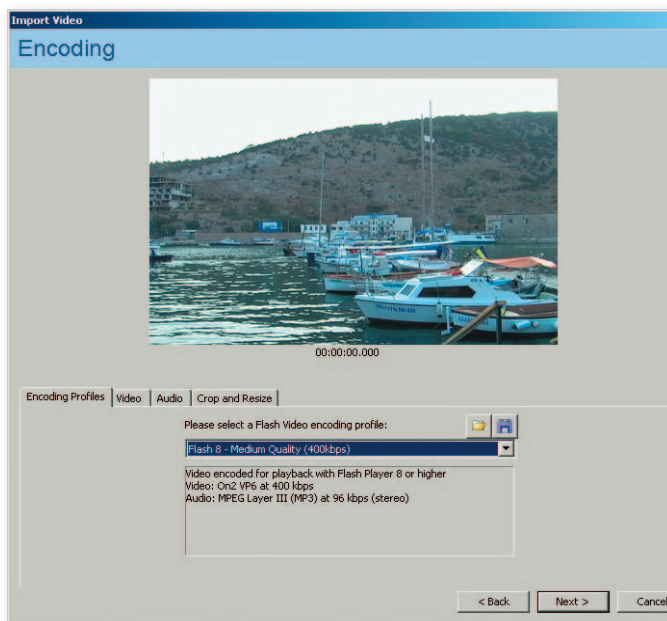 Import Video
Encoding
00:00:00.000
Encoding Profiles Video Audio Crop and Resize
Please select a Flash Video encoding profile:
Flash 8 - Medium Quality (400kbps)
Video encoded for playback with Flash Player 8 or higher
Video: On2 VP6 at 400 kbps
Audio: MPEG Layer III (MP3) at 96 kbps (stereo)
< Back Next > Cancel